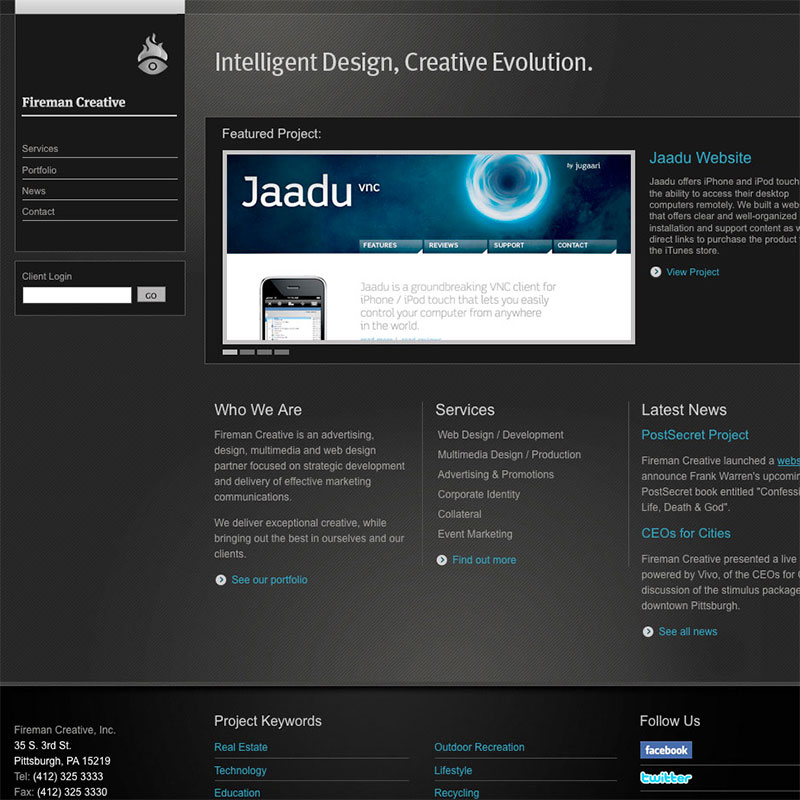 Fireman Creative
Services
Portfolio
News
Contact
Client Login
GO
Intelligent Design, Creative Evolution.
Featured Project:
Jaadu vnc
by jugaari
FEATURES
REVIEWS
SUPPORT
CONTACT
Jaadu is a groundbreaking VNC client for
iPhone / iPod touch that lets you easily
control your computer from anywhere
in the world.
Jaadu Website
Jaadu offers iPhone and iPod touch
the ability to access their desktop
computers remotely. We built a web
that offers clear and well-organized
installation and support content as w
direct links to purchase the product
the iTunes store.
View Project
Who We Are
Fireman Creative is an advertising,
design, multimedia and web design
partner focused on strategic development
and delivery of effective marketing
communications.
We deliver exceptional creative, while
bringing out the best in ourselves and our
clients.
See our portfolio
Services
Web Design / Development
Multimedia Design / Production
Advertising & Promotions
Corporate Identity
Collateral
Event Marketing
Find out more
Latest News
PostSecret Project
Fireman Creative launched a webs
announce Frank Warren's upcomin
PostSecret book entitled "Confessi
Life, Death & God".
CEOs for Cities
Fireman Creative presented a live
powered by Vivo, of the CEOs for C
discussion of the stimulus package
downtown Pittsburgh.
See all news
Fireman Creative, Inc.
35 S. 3rd St.
Pittsburgh, PA 15219
Tel: (412) 325 3333
Fax: (412) 325 3330
Project Keywords
Real Estate
Technology
Education
Outdoor Recreation
Lifestyle
Recycling
Follow Us
facebook
twitter